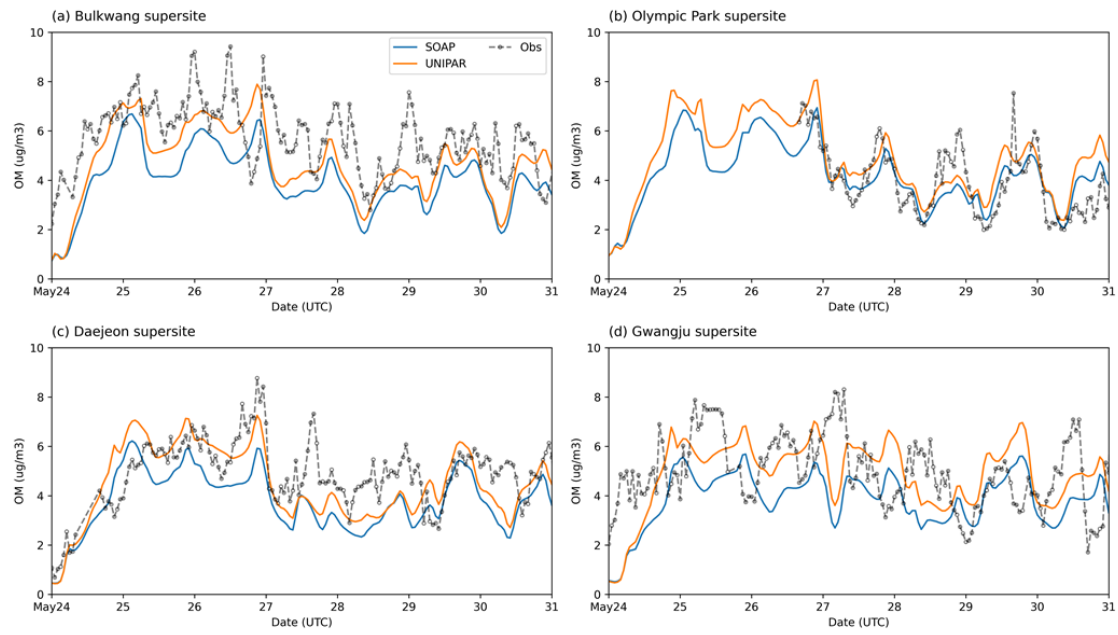 (a) Bulkwang supersite
10
8
6
4
2
0
OM (ug/m3)
SOAP
UNIPAR
Obs
May24
25
26
27
28
29
30
31
Date (UTC)
(b) Olympic Park supersite
10
8
6
4
2
0
OM (ug/m3)
May24
25
26
27
28
29
30
31
Date (UTC)
(c) Daejeon supersite
10
8
6
4
2
0
OM (ug/m3)
May24
25
26
27
28
29
30
31
Date (UTC)
(d) Gwangju supersite
10
8
6
4
2
0
OM (ug/m3)
May24
25
26
27
28
29
30
31
Date (UTC)